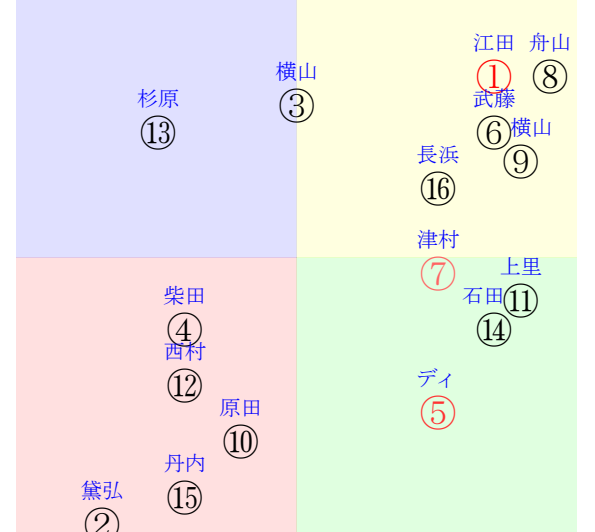 江田 舟山
① ⑧
横山
③
杉原
⑬
武藤
⑥
横山
⑨
長浜
⑯
津村
⑦
上里
⑪
石田
⑭
柴田
④
西村
⑫
ディ
⑤
原田
⑩
丹内
⑮
黛弘
②